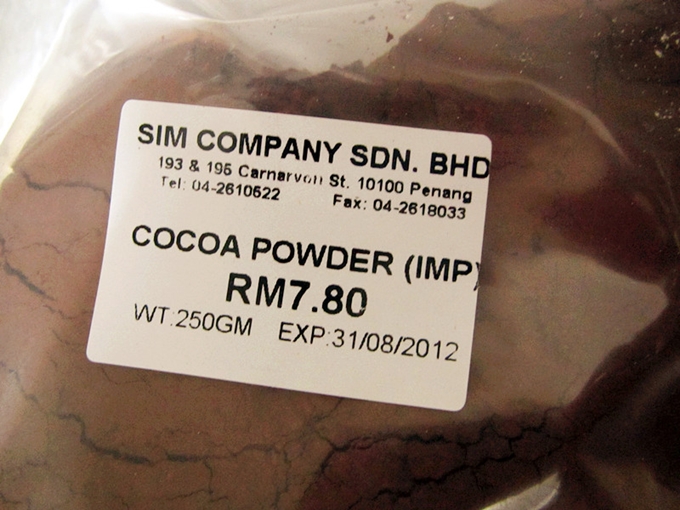 SIM COMPANY SDN. BHD
193 & 195 Carnarvon St. 10100 Penang
Tel: 04-2610522 Fax: 04-2618033
COCOA POWDER (IMP)
RM7.80
WT:250GM EXP:31/08/2012